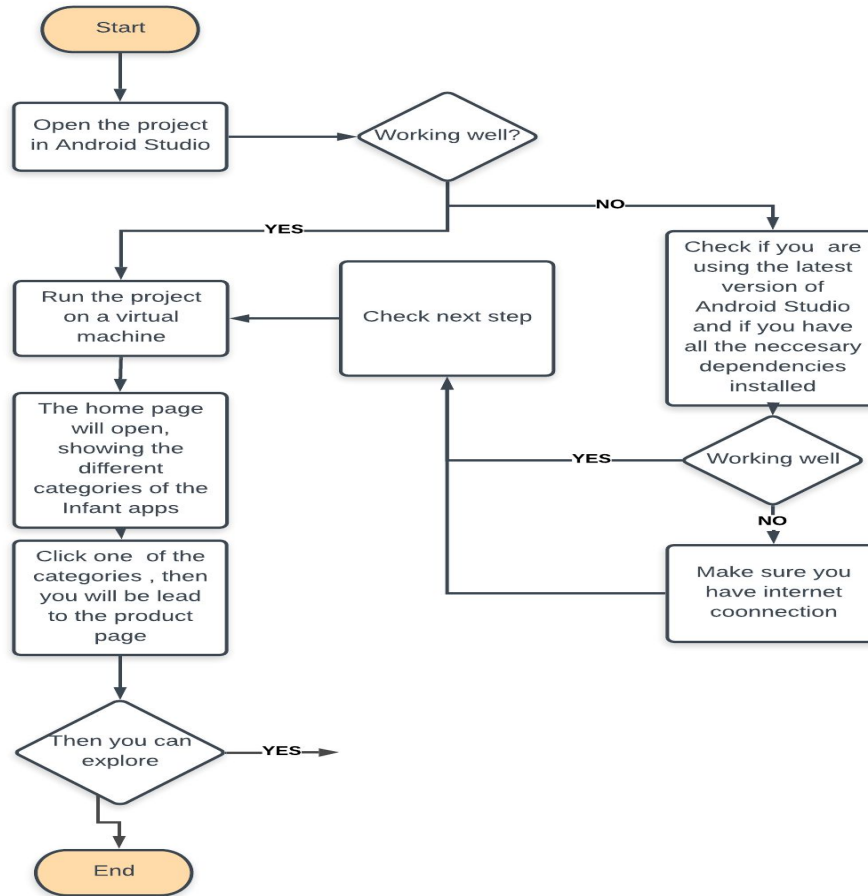 Start
Open the project
in Android Studio
Working well?
YES
NO
Check if you are
using the latest
version of
Android Studio
and if you have
all the neccesary
dependencies
installed
Run the project
on a virtual
machine
Check next step
The home page
will open,
showing the
different
categories of the
Infant apps
YES
Working well
NO
Click one of the
categories , then
you will be lead
to the product
page
Make sure you
have internet
coonnection
Then you can
explore
YES
End